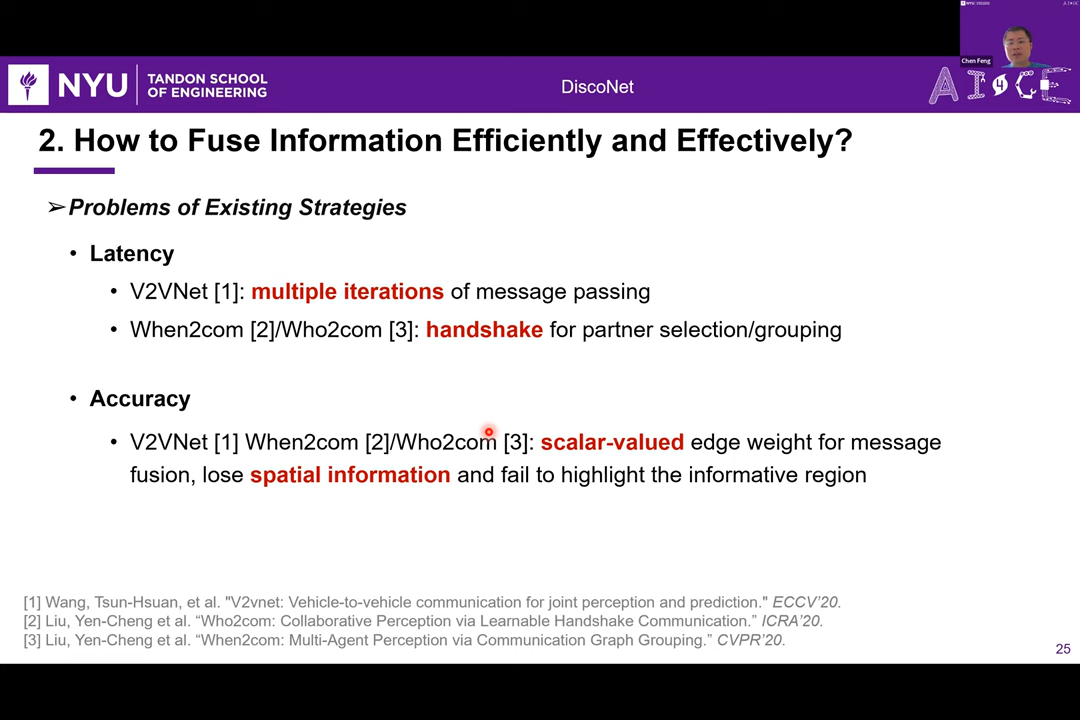 NYU
TANDON SCHOOL
OF ENGINEERING
DiscoNet
Chen Feng
AI4CE
2. How to Fuse Information Efficiently and Effectively?
➢Problems of Existing Strategies
• Latency
• V2VNet [1]: multiple iterations of message passing
• When2com [2]/Who2com [3]: handshake for partner selection/grouping
• Accuracy
• V2VNet [1] When2com [2]/Who2com [3]: scalar-valued edge weight for message
fusion, lose spatial information and fail to highlight the informative region
[1] Wang, Tsun-Hsuan, et al. "V2vnet: Vehicle-to-vehicle communication for joint perception and prediction." ECCV’20.
[2] Liu, Yen-Cheng et al. “Who2com: Collaborative Perception via Learnable Handshake Communication.” ICRA’20.
[3] Liu, Yen-Cheng et al. “When2com: Multi-Agent Perception via Communication Graph Grouping.” CVPR’20.
25